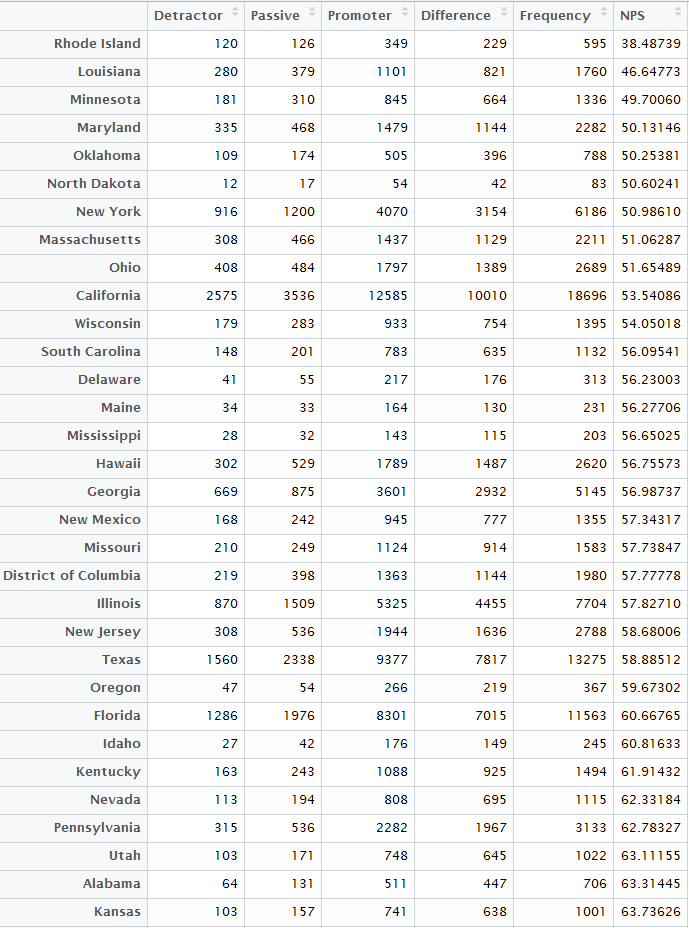 Detractor Passive Promoter Difference Frequency NPS
Rhode Island 120 126 349 229 595 38.48739
Louisiana 280 379 1101 821 1760 46.64773
Minnesota 181 310 845 664 1336 49.70060
Maryland 335 468 1479 1144 2282 50.13146
Oklahoma 109 174 505 396 788 50.25381
North Dakota 12 17 54 42 83 50.60241
New York 916 1200 4070 3154 6186 50.98610
Massachusetts 308 466 1437 1129 2211 51.06287
Ohio 408 484 1797 1389 2689 51.65489
California 2575 3536 12585 10010 18696 53.54086
Wisconsin 179 283 933 754 1395 54.05018
South Carolina 148 201 783 635 1132 56.09541
Delaware 41 55 217 176 313 56.23003
Maine 34 33 164 130 231 56.27706
Mississippi 28 32 143 115 203 56.65025
Hawaii 302 529 1789 1487 2620 56.75573
Georgia 669 875 3601 2932 5145 56.98737
New Mexico 168 242 945 777 1355 57.34317
Missouri 210 249 1124 914 1583 57.73847
District of Columbia 219 398 1363 1144 1980 57.77778
Illinois 870 1509 5325 4455 7704 57.82710
New Jersey 308 536 1944 1636 2788 58.68006
Texas 1560 2338 9377 7817 13275 58.88512
Oregon 47 54 266 219 367 59.67302
Florida 1286 1976 8301 7015 11563 60.66765
Idaho 27 42 176 149 245 60.81633
Kentucky 163 243 1088 925 1494 61.91432
Nevada 113 194 808 695 1115 62.33184
Pennsylvania 315 536 2282 1967 3133 62.78327
Utah 103 171 748 645 1022 63.11155
Alabama 64 131 511 447 706 63.31445
Kansas 103 157 741 638 1001 63.73626